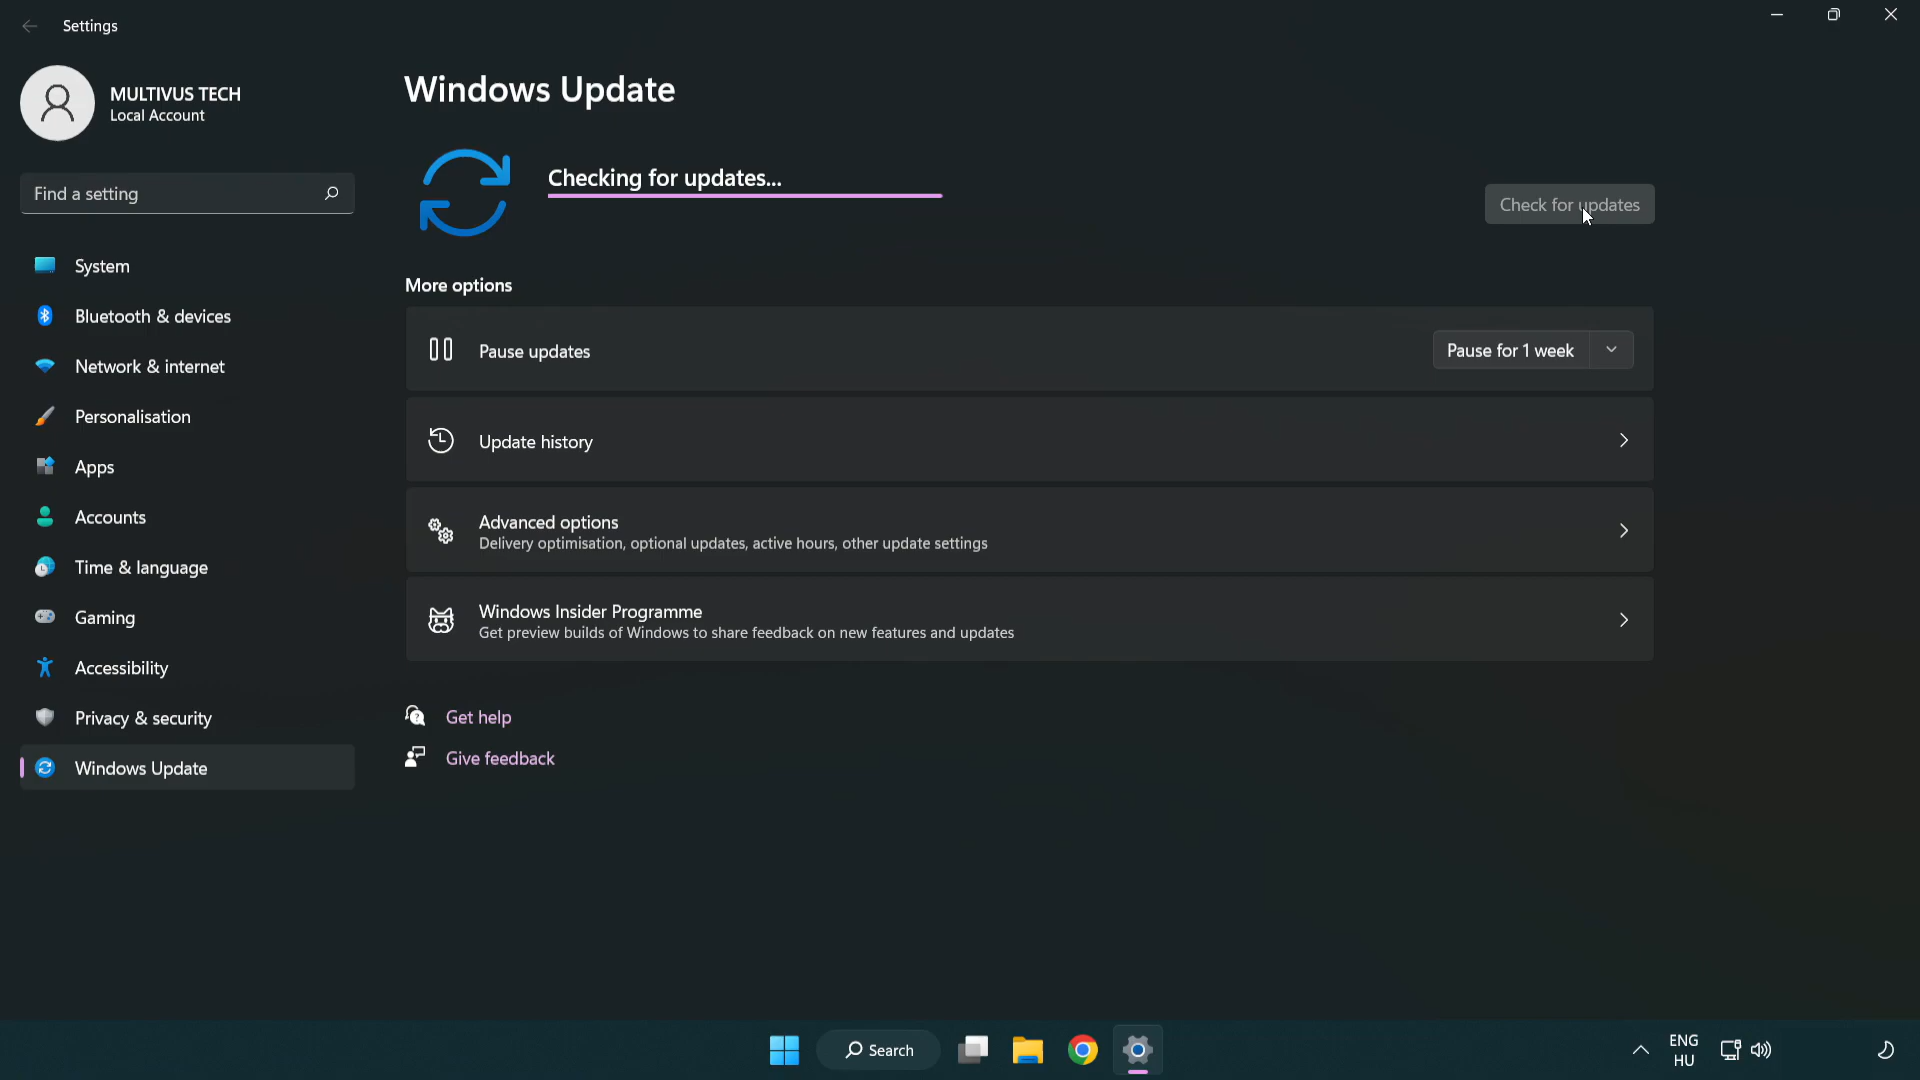 Settings
MULTIVUS TECH
Local Account
Find a setting
System
Bluetooth & devices
Network & internet
Personalisation
Apps
Accounts
Time & language
Gaming
Accessibility
Privacy & security
Windows Update
Windows Update
Checking for updates...
Check for updates
More options
Pause updates
Pause for 1 week
Update history
Advanced options
Delivery optimisation, optional updates, active hours, other update settings
Windows Insider Programme
Get preview builds of Windows to share feedback on new features and updates
Get help
Give feedback
Search
ENG
HU